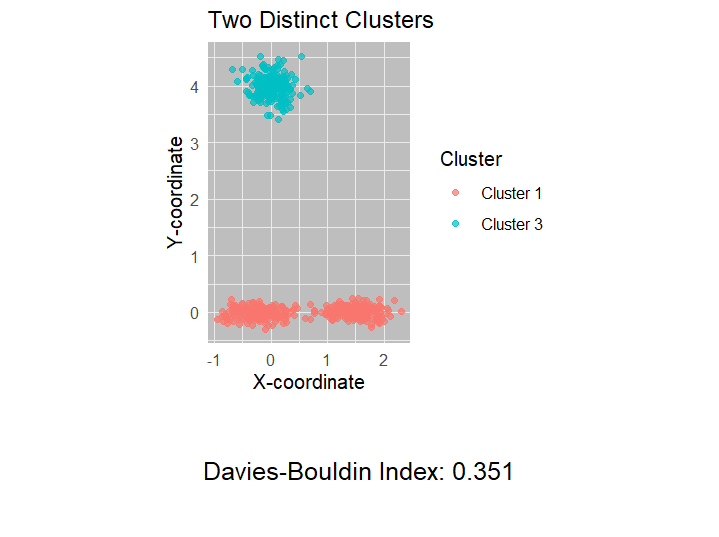 Two Distinct Clusters
4
3
2
1
0
Y-coordinate
-1 0 1 2
X-coordinate
Cluster
Cluster 1
Cluster 3
Davies-Bouldin Index: 0.351